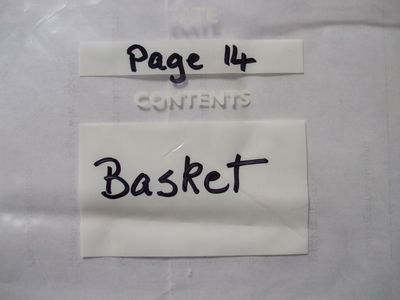 DATE
Page 14
CONTENTS
Basket